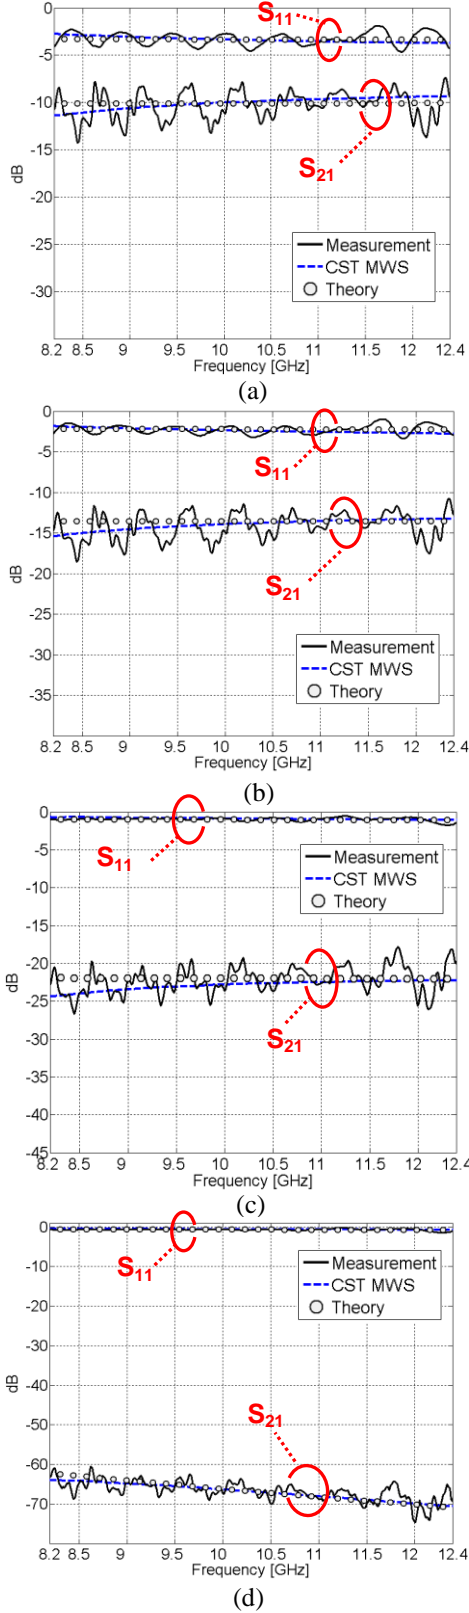 S11
0
-5
-10
-15
-20
-25
-30
dB
S21
Measurement
CST MWS
Theory
8.2 8.5 9 9.5 10 10.5 11 11.5 12 12.4
Frequency [GHz]
(a)
0
-5
-10
-15
-20
-25
-30
-35
dB
S11
S21
Measurement
CST MWS
Theory
8.2 8.5 9 9.5 10 10.5 11 11.5 12 12.4
Frequency [GHz]
(b)
0
-5
-10
-15
-20
-25
-30
-35
-40
-45
dB
S11
Measurement
CST MWS
Theory
S21
8.2 8.5 9 9.5 10 10.5 11 11.5 12 12.4
Frequency [GHz]
(c)
0
-10
-20
-30
-40
-50
-60
-70
dB
S11
Measurement
CST MWS
Theory
S21
8.2 8.5 9 9.5 10 10.5 11 11.5 12 12.4
Frequency [GHz]
(d)